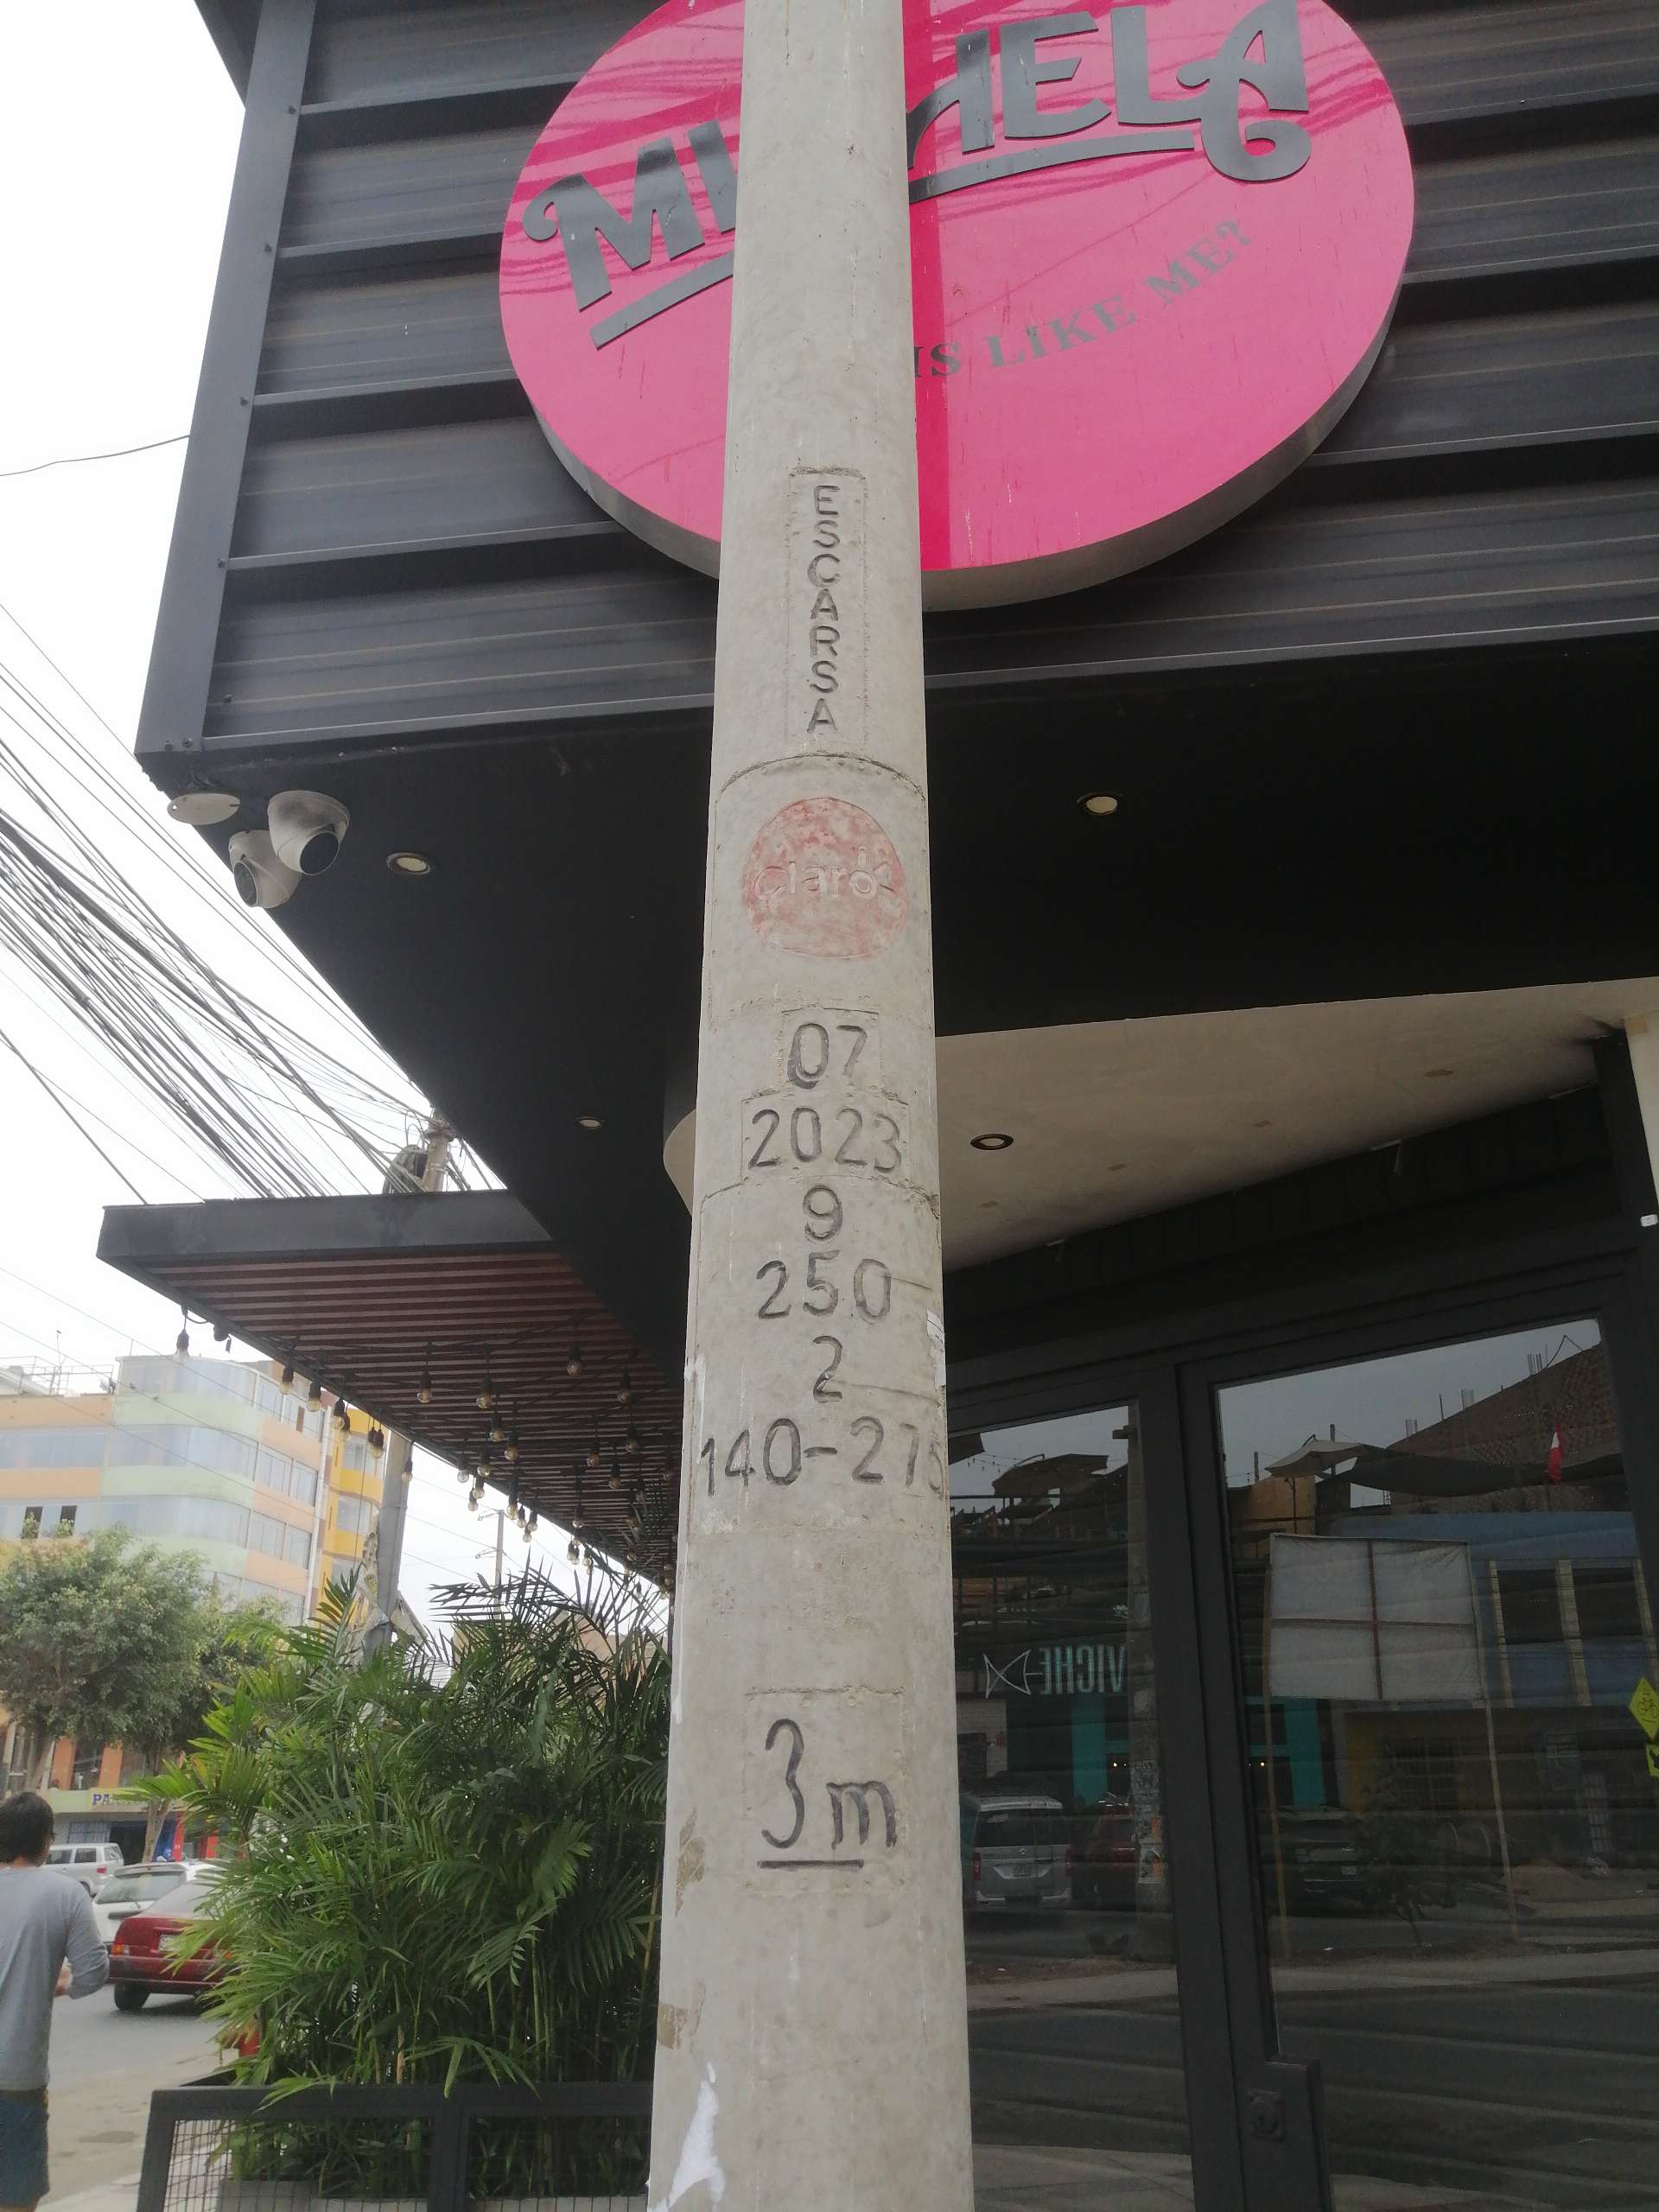 IS LIKE ME?
ESCARSA
claro
07
2023
9
250
2
140-275
3m
VICHE